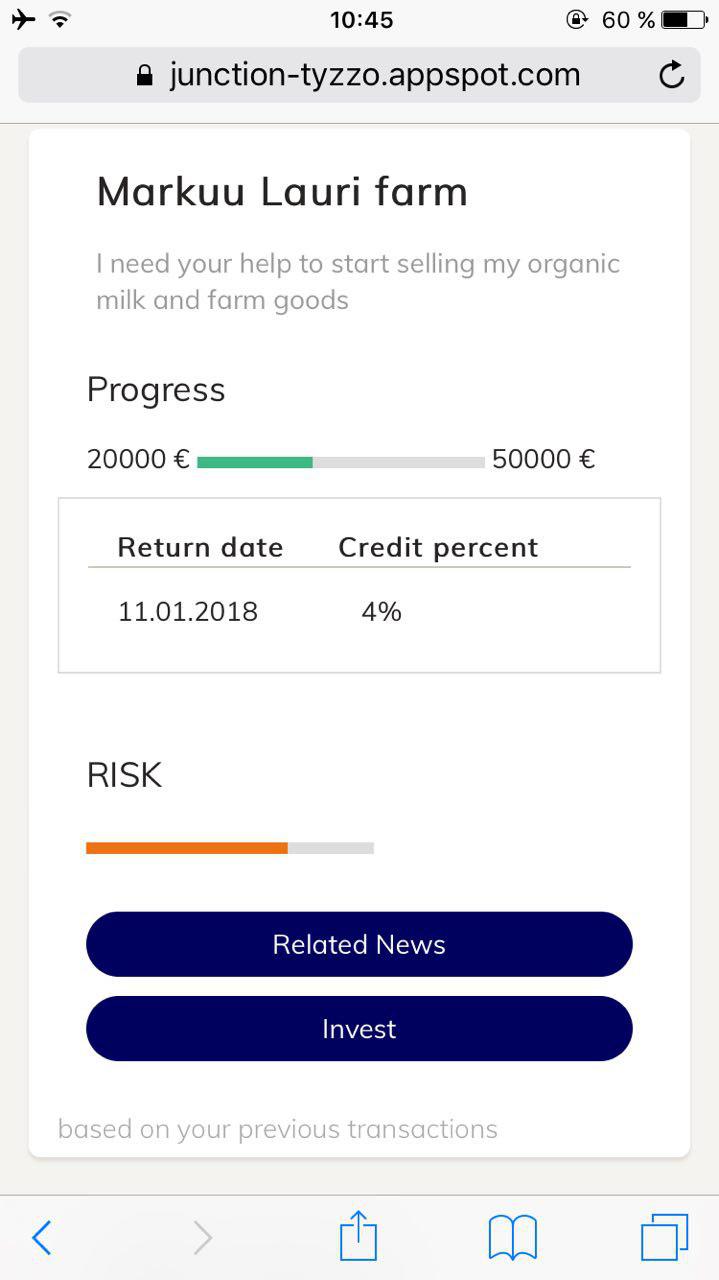 10:45
60 %
junction-tyzzo.appspot.com
Markuu Lauri farm
I need your help to start selling my organic
milk and farm goods
Progress
20000 € 50000 €
Return date Credit percent
11.01.2018 4%
RISK
Related News
Invest
based on your previous transactions